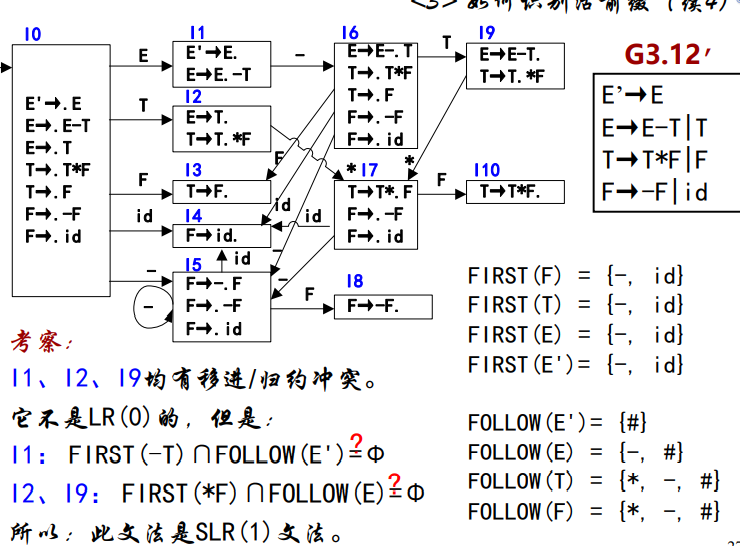 <3> 如何识别活前缀 (续4)
I0
E'→.E
E→.E-T
E→.T
T→.T*F
T→.F
F→.-F
F→.id
E
T
F
id
-
I1
E'→E.
E→E.-T
I2
E→T.
T→T.*F
I3
T→F.
I4
F→id.
I5
F→-.F
F→.-F
F→.id
-
id
-
F
id
id
-
-
I6
E→E-.T
T→.T*F
T→.F
F→.-F
F→.id
T
*
*
I7
T→T*.F
F→.-F
F→.id
F
F
I8
F→-F.
I9
E→E-T.
T→T.*F
I10
T→T*F.
G3.12′
E’→E
E→E-T|T
T→T*F|F
F→-F|id
考察:
I1、I2、I9均有移进/归约冲突。
它不是LR(0)的, 但是:
I1: FIRST(-T)∩FOLLOW(E')=Φ
?
I2、I9: FIRST(*F)∩FOLLOW(E)=Φ
?
所以: 此文法是SLR(1)文法。
FIRST(F) = {-, id}
FIRST(T) = {-, id}
FIRST(E) = {-, id}
FIRST(E')= {-, id}
FOLLOW(E')= {#}
FOLLOW(E) = {-, #}
FOLLOW(T) = {*, -, #}
FOLLOW(F) = {*, -, #}